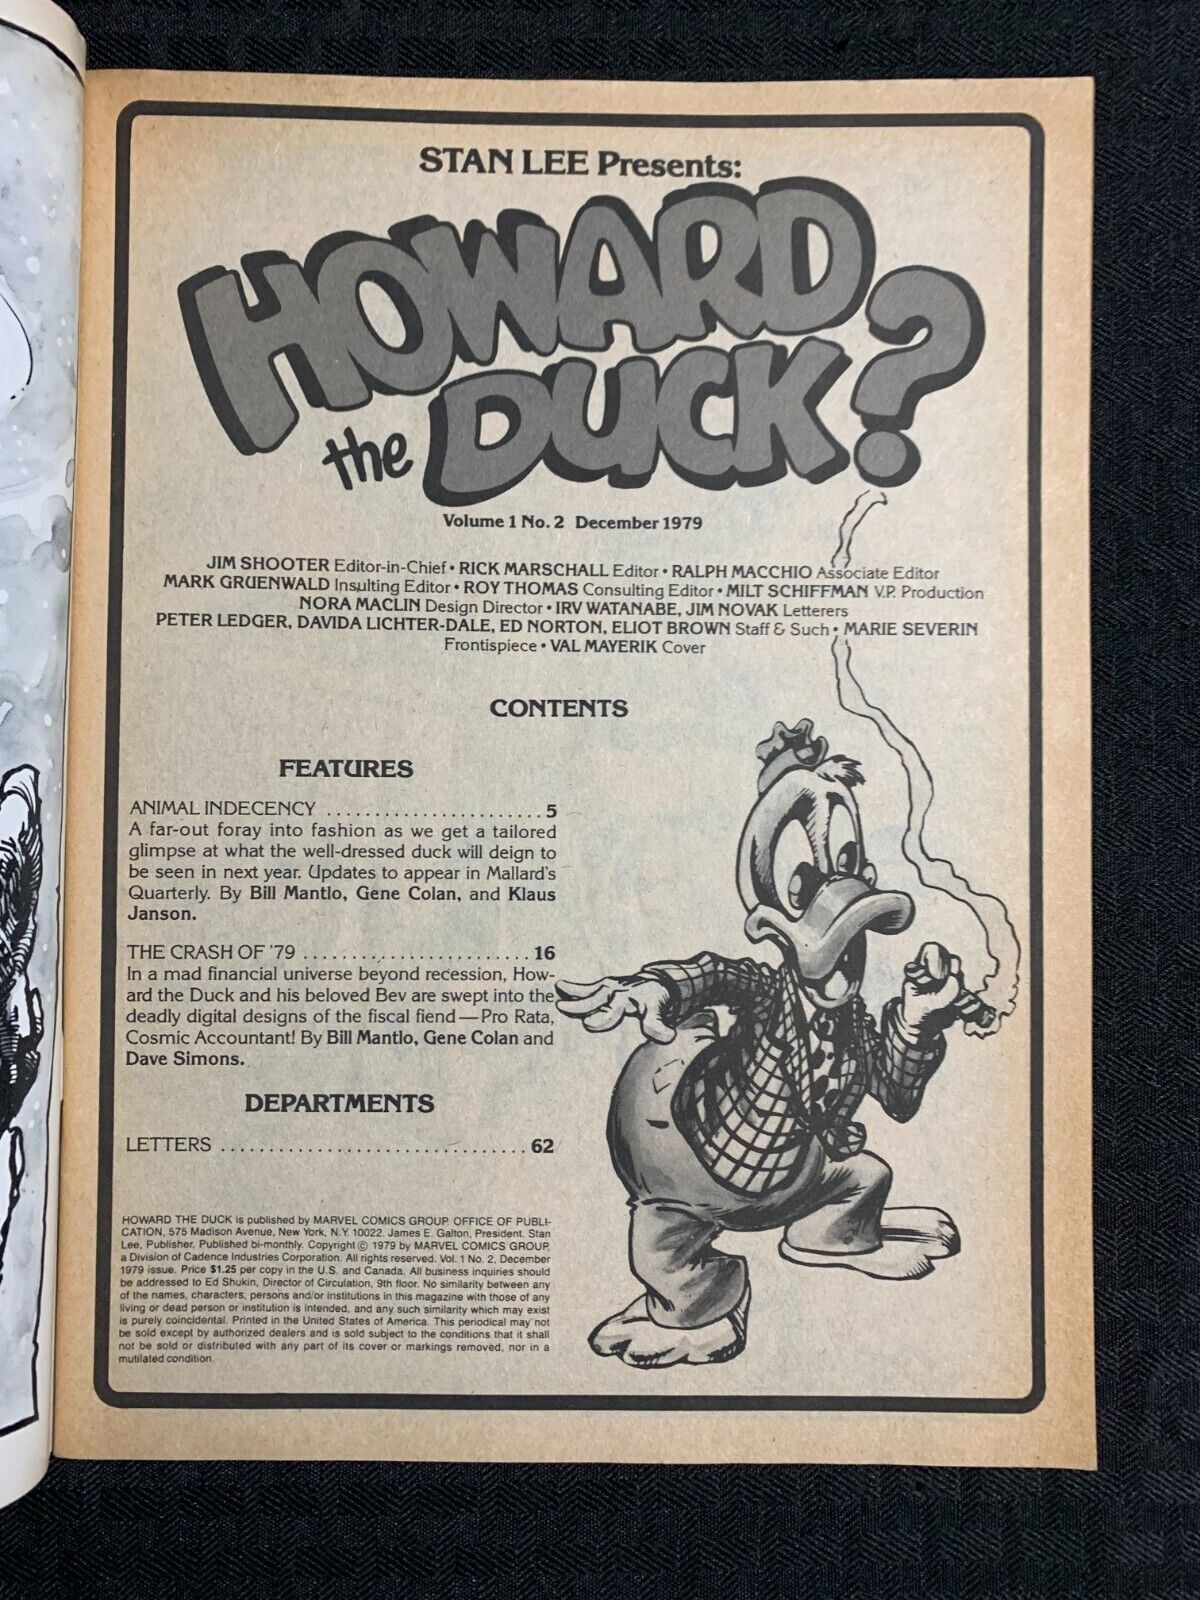 STAN LEE Presents:
HOWARD
the DUCK?
Volume 1 No. 2 December 1979
JIM SHOOTER Editor-in-Chief • RICK MARSCHALL Editor • RALPH MACCHIO Associate Editor
MARK GRUENWALD Insulting Editor • ROY THOMAS Consulting Editor • MILT SCHIFFMAN V.P. Production
NORA MACLIN Design Director • IRV WATANABE, JIM NOVAK Letterers
PETER LEDGER, DAVIDA LICHTER-DALE, ED NORTON, ELIOT BROWN Staff & Such • MARIE SEVERIN
Frontispiece • VAL MAYERIK Cover
CONTENTS
FEATURES
ANIMAL INDECENCY ....................... 5
A far-out foray into fashion as we get a tailored
glimpse at what the well-dressed duck will deign to
be seen in next year. Updates to appear in Mallard's
Quarterly. By Bill Mantlo, Gene Colan, and Klaus
Janson.
THE CRASH OF '79 ........................ 16
In a mad financial universe beyond recession, How-
ard the Duck and his beloved Bev are swept into the
deadly digital designs of the fiscal fiend—Pro Rata,
Cosmic Accountant! By Bill Mantlo, Gene Colan and
Dave Simons.
DEPARTMENTS
LETTERS ................................ 62
HOWARD THE DUCK is published by MARVEL COMICS GROUP. OFFICE OF PUBLI-
CATION, 575 Madison Avenue, New York, N.Y. 10022. James E. Galton, President. Stan
Lee, Publisher. Published bi-monthly. Copyright © 1979 by MARVEL COMICS GROUP,
a Division of Cadence Industries Corporation. All rights reserved. Vol. 1 No. 2, December
1979 issue. Price $1.25 per copy in the U.S. and Canada. All business inquiries should
be addressed to Ed Shukin, Director of Circulation, 9th floor. No similarity between any
of the names, characters, persons and/or institutions in this magazine with those of any
living or dead person or institution is intended, and any such similarity which may exist
is purely coincidental. Printed in the United States of America. This periodical may not
be sold except by authorized dealers and is sold subject to the conditions that it shall
not be sold or distributed with any part of its cover or markings removed, nor in a
mutilated condition.